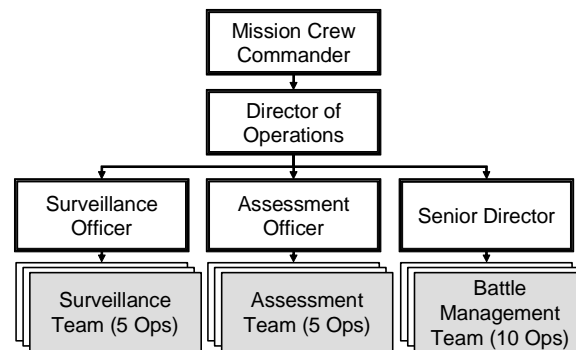 Mission Crew
Commander
Director of
Operations
Surveillance
Officer
Assessment
Officer
Senior Director
Surveillance
Team (5 Ops)
Assessment
Team (5 Ops)
Battle
Management
Team (10 Ops)